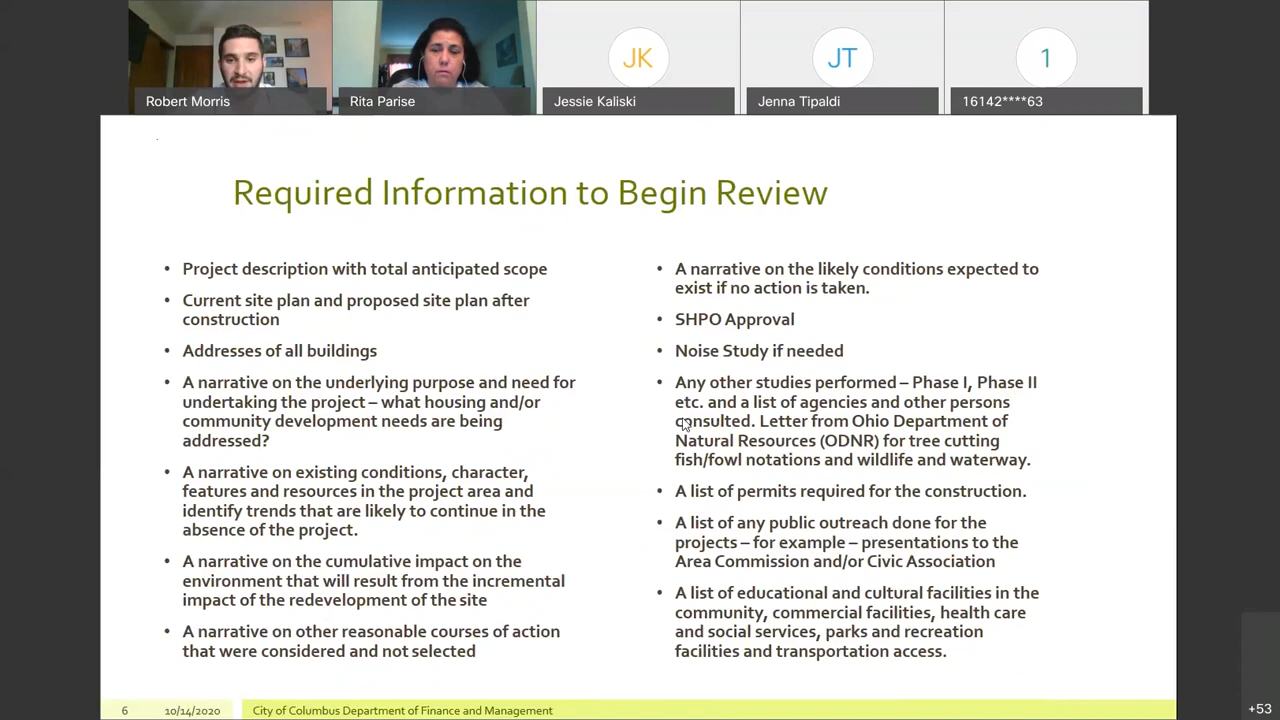 JK
JT
1
Robert Morris
Rita Parise
Jessie Kaliski
Jenna Tipaldi
16142****63
Required Information to Begin Review
• Project description with total anticipated scope
• Current site plan and proposed site plan after
construction
• Addresses of all buildings
• A narrative on the underlying purpose and need for
undertaking the project – what housing and/or
community development needs are being
addressed?
• A narrative on existing conditions, character,
features and resources in the project area and
identify trends that are likely to continue in the
absence of the project.
• A narrative on the cumulative impact on the
environment that will result from the incremental
impact of the redevelopment of the site
• A narrative on other reasonable courses of action
that were considered and not selected
• A narrative on the likely conditions expected to
exist if no action is taken.
• SHPO Approval
• Noise Study if needed
• Any other studies performed – Phase I, Phase II
etc. and a list of agencies and other persons
consulted. Letter from Ohio Department of
Natural Resources (ODNR) for tree cutting
fish/fowl notations and wildlife and waterway.
• A list of permits required for the construction.
• A list of any public outreach done for the
projects – for example – presentations to the
Area Commission and/or Civic Association
• A list of educational and cultural facilities in the
community, commercial facilities, health care
and social services, parks and recreation
facilities and transportation access.
6
10/14/2020
City of Columbus Department of Finance and Management
+53